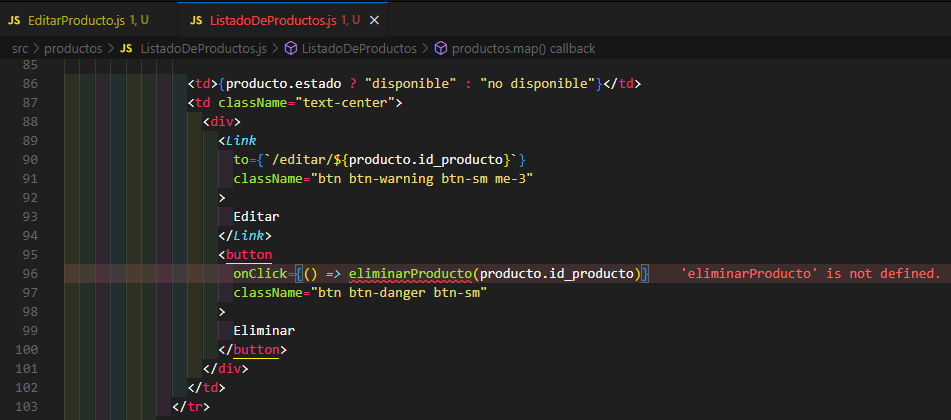 JS EditarProducto.js 1, U JS ListadoDeProductos.js 1, U ×
src > productos > JS ListadoDeProductos.js > ListadoDeProductos > productos.map() callback
85
86 <td>{producto.estado ? "disponible" : "no disponible"}</td>
87 <td className="text-center">
88 <div>
89 <Link
90 to={`/editar/${producto.id_producto}`}
91 className="btn btn-warning btn-sm me-3"
92 >
93 Editar
94 </Link>
95 <button
96 onClick={() => eliminarProducto(producto.id_producto)} 'eliminarProducto' is not defined.
97 className="btn btn-danger btn-sm"
98 >
99 Eliminar
100 </button>
101 </div>
102 </td>
103 </tr>